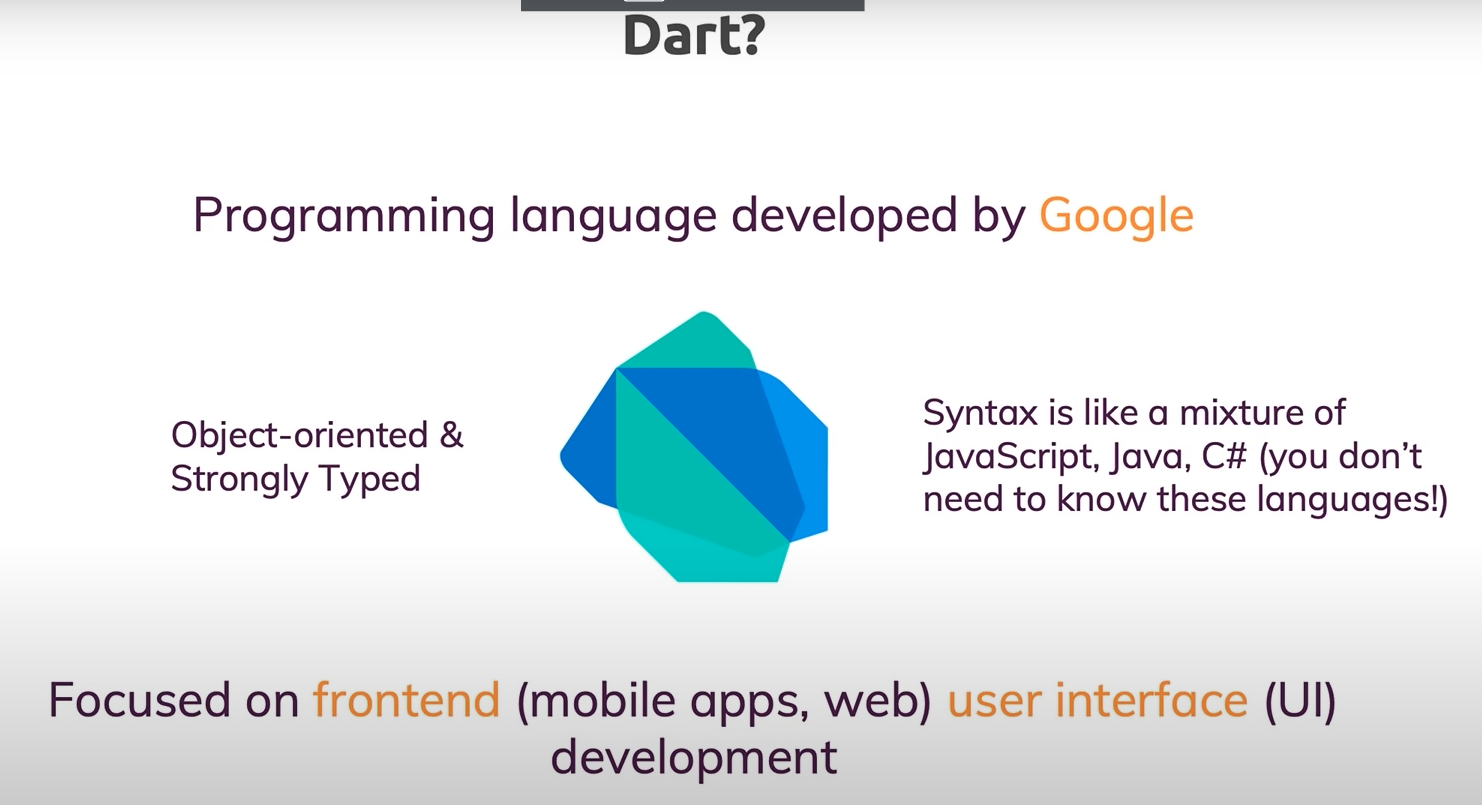 Dart?
Programming language developed by Google
Object-oriented &
Strongly Typed
Syntax is like a mixture of
JavaScript, Java, C# (you don’t
need to know these languages!)
Focused on frontend (mobile apps, web) user interface (UI)
development